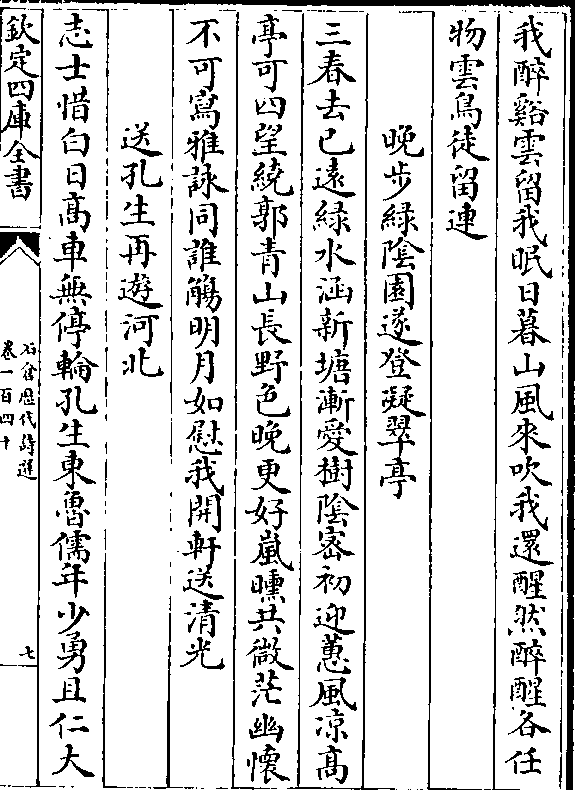 我醉谿雲留我眠日暮山風來吹我還醒然醉醒各任
物雲鳥徒留連
晚步綠陰園遂登凝翠亭
三春去已遠綠水涵新塘漸愛樹陰密初迎蕙風凉高
亭可四望繞郭青山長野色晚更好嵐曛共微茫幽懷
不可寫雅詠同誰觴明月如慰我開軒送清光
送孔生再遊河北
志士惜白日高車無停輪孔生東魯儒年少勇且仁大
欽定四庫全書
石倉歷代詩選
卷一百四十
七